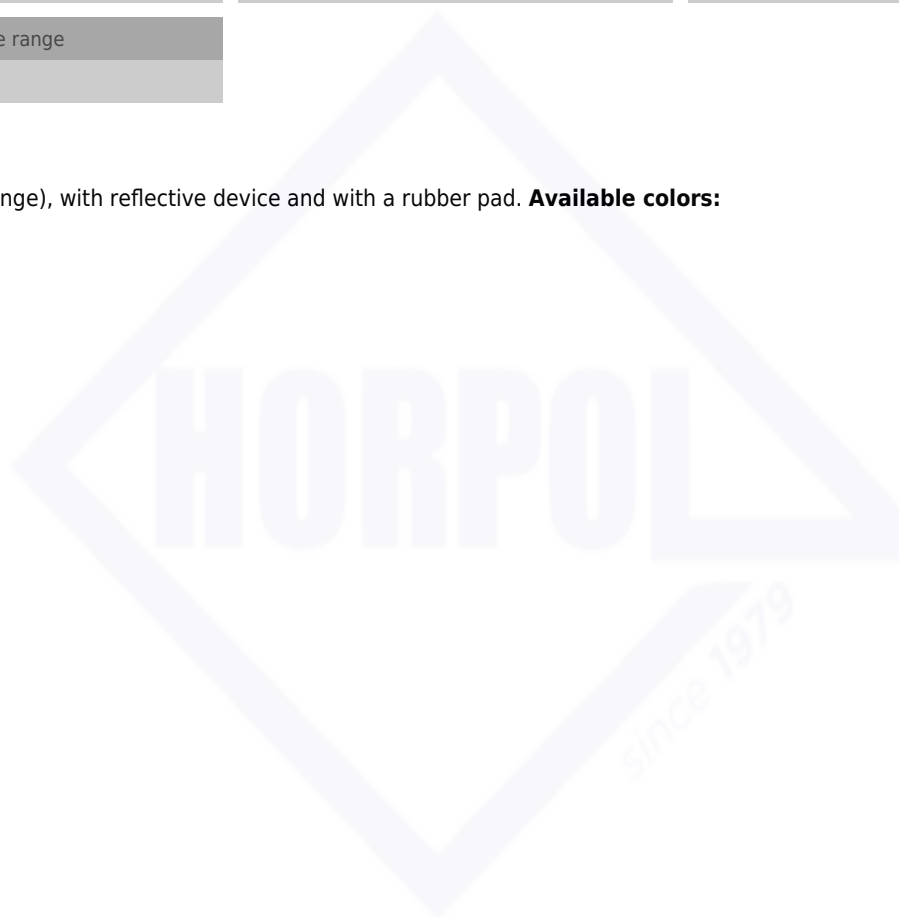 e range
nge), with reflective device and with a rubber pad. Available colors:
HORPOL
since 1979